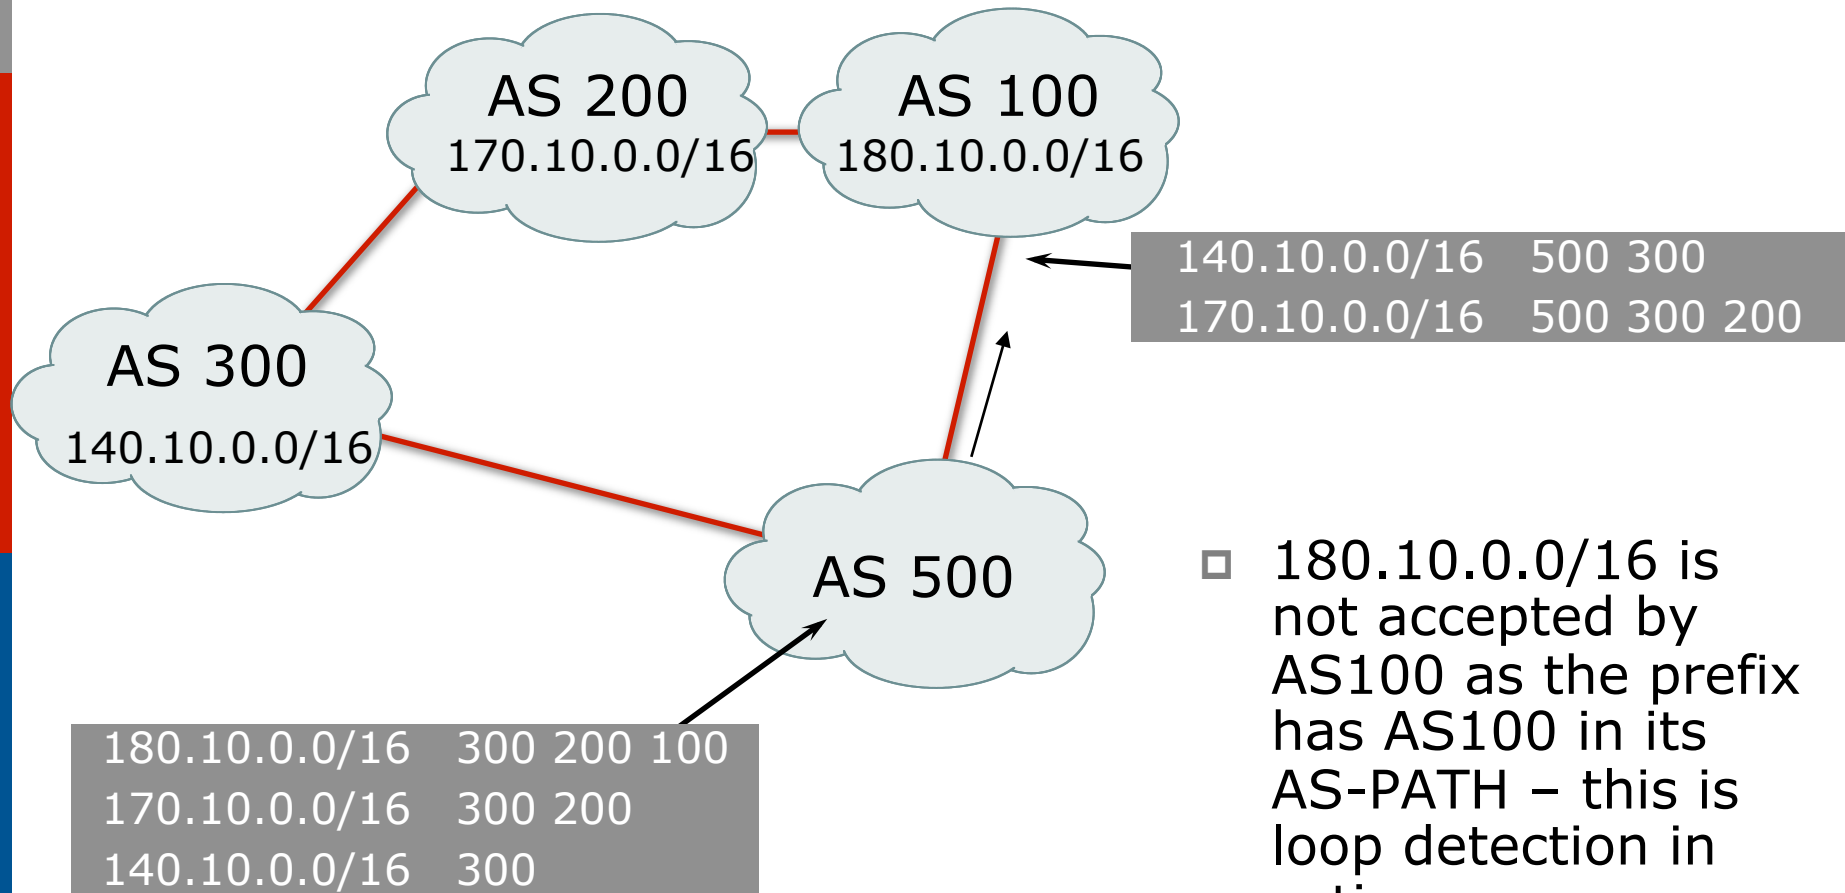 AS 200
170.10.0.0/16
AS 100
180.10.0.0/16
140.10.0.0/16 500 300
170.10.0.0/16 500 300 200
AS 300
140.10.0.0/16
AS 500
180.10.0.0/16 300 200 100
170.10.0.0/16 300 200
140.10.0.0/16 300
180.10.0.0/16 is
not accepted by
AS100 as the prefix
has AS100 in its
AS-PATH – this is
loop detection in